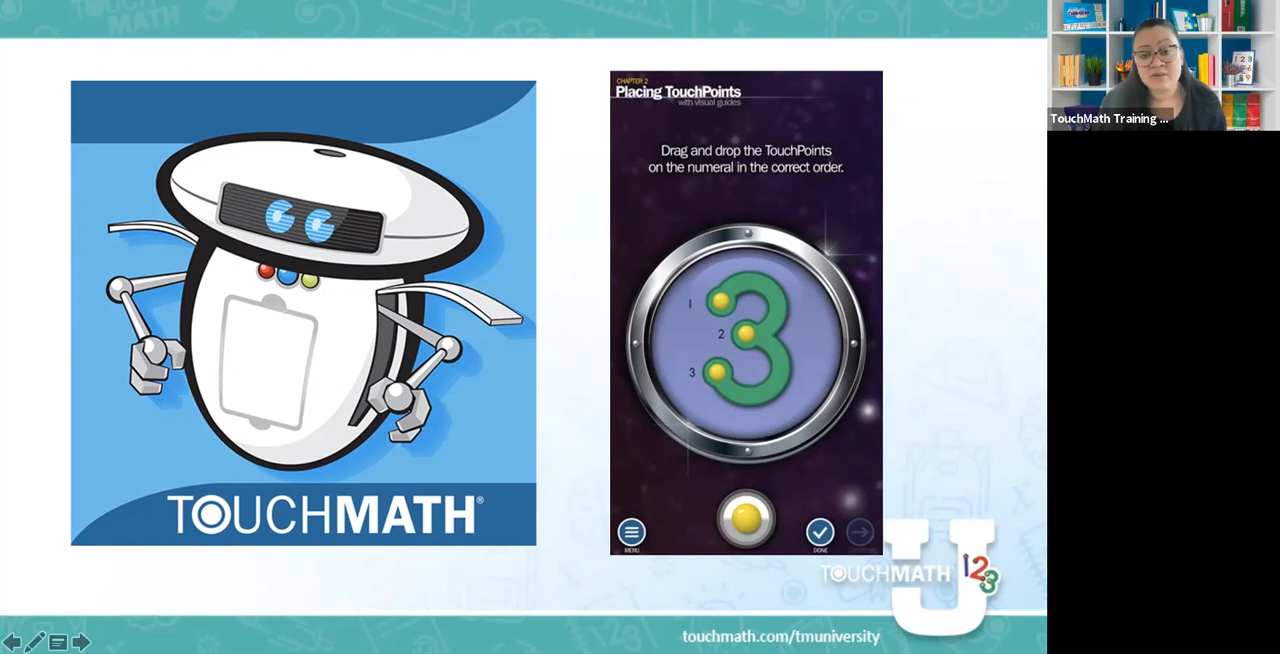 TOUCHMATH®
CHAPTER 2
Placing TouchPoints
with visual guides
Drag and drop the TouchPoints
on the numeral in the correct order.
1
2
3
3
MENU
DONE
TOUCHMATH
U
123
touchmath.com/tmuniversity
TouchMath Training ...